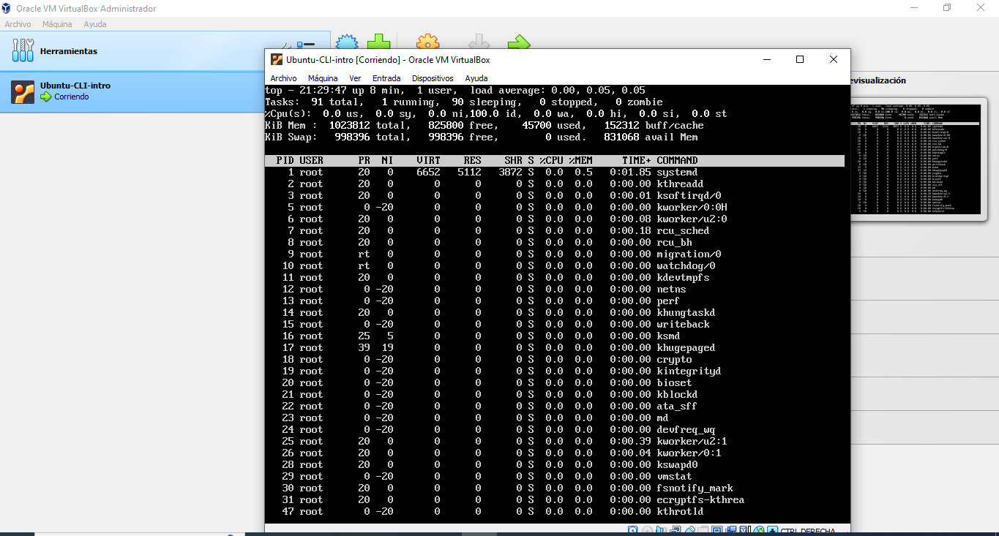 Oracle VM VirtualBox Administrador
Archivo Máquina Ayuda
Herramientas
Ubuntu-CLI-intro
Corriendo
evisualización
Ubuntu-CLI-intro [Corriendo] - Oracle VM VirtualBox
Archivo Máquina Ver Entrada Dispositivos Ayuda
top - 21:29:47 up 8 min, 1 user, load average: 0.00, 0.05, 0.05
Tasks: 91 total, 1 running, 90 sleeping, 0 stopped, 0 zombie
%Cpu(s): 0.0 us, 0.0 sy, 0.0 ni,100.0 id, 0.0 wa, 0.0 hi, 0.0 si, 0.0 st
KiB Mem : 1023812 total, 825800 free, 45700 used, 152312 buff/cache
KiB Swap: 998396 total, 998396 free, 0 used. 831068 avail Mem
PID USER PR NI VIRT RES SHR S %CPU %MEM TIME+ COMMAND
1 root 20 0 6652 5112 3872 S 0.0 0.5 0:01.85 systemd
2 root 20 0 0 0 0 S 0.0 0.0 0:00.00 kthreadd
3 root 20 0 0 0 0 S 0.0 0.0 0:00.01 ksoftirqd/0
5 root 0 -20 0 0 0 S 0.0 0.0 0:00.00 kworker/0:0H
6 root 20 0 0 0 0 S 0.0 0.0 0:00.08 kworker/u2:0
7 root 20 0 0 0 0 S 0.0 0.0 0:00.18 rcu_sched
8 root 20 0 0 0 0 S 0.0 0.0 0:00.00 rcu_bh
9 root rt 0 0 0 0 S 0.0 0.0 0:00.00 migration/0
10 root rt 0 0 0 0 S 0.0 0.0 0:00.00 watchdog/0
11 root 20 0 0 0 0 S 0.0 0.0 0:00.00 kdevtmpfs
12 root 0 -20 0 0 0 S 0.0 0.0 0:00.00 netns
13 root 0 -20 0 0 0 S 0.0 0.0 0:00.00 perf
14 root 20 0 0 0 0 S 0.0 0.0 0:00.00 khungtaskd
15 root 0 -20 0 0 0 S 0.0 0.0 0:00.00 writeback
16 root 25 5 0 0 0 S 0.0 0.0 0:00.00 ksmd
17 root 39 19 0 0 0 S 0.0 0.0 0:00.00 khugepaged
18 root 0 -20 0 0 0 S 0.0 0.0 0:00.00 crypto
19 root 0 -20 0 0 0 S 0.0 0.0 0:00.00 kintegrityd
20 root 0 -20 0 0 0 S 0.0 0.0 0:00.00 bioset
21 root 0 -20 0 0 0 S 0.0 0.0 0:00.00 kblockd
22 root 0 -20 0 0 0 S 0.0 0.0 0:00.00 ata_sff
23 root 0 -20 0 0 0 S 0.0 0.0 0:00.00 md
24 root 0 -20 0 0 0 S 0.0 0.0 0:00.00 devfreq_wq
25 root 20 0 0 0 0 S 0.0 0.0 0:00.39 kworker/u2:1
26 root 20 0 0 0 0 S 0.0 0.0 0:00.04 kworker/0:1
28 root 20 0 0 0 0 S 0.0 0.0 0:00.00 kswapd0
29 root 0 -20 0 0 0 S 0.0 0.0 0:00.00 vmstat
30 root 20 0 0 0 0 S 0.0 0.0 0:00.00 fsnotify_mark
31 root 20 0 0 0 0 S 0.0 0.0 0:00.00 ecryptfs-kthrea
47 root 0 -20 0 0 0 S 0.0 0.0 0:00.00 kthrotld
CTRL DERECHA